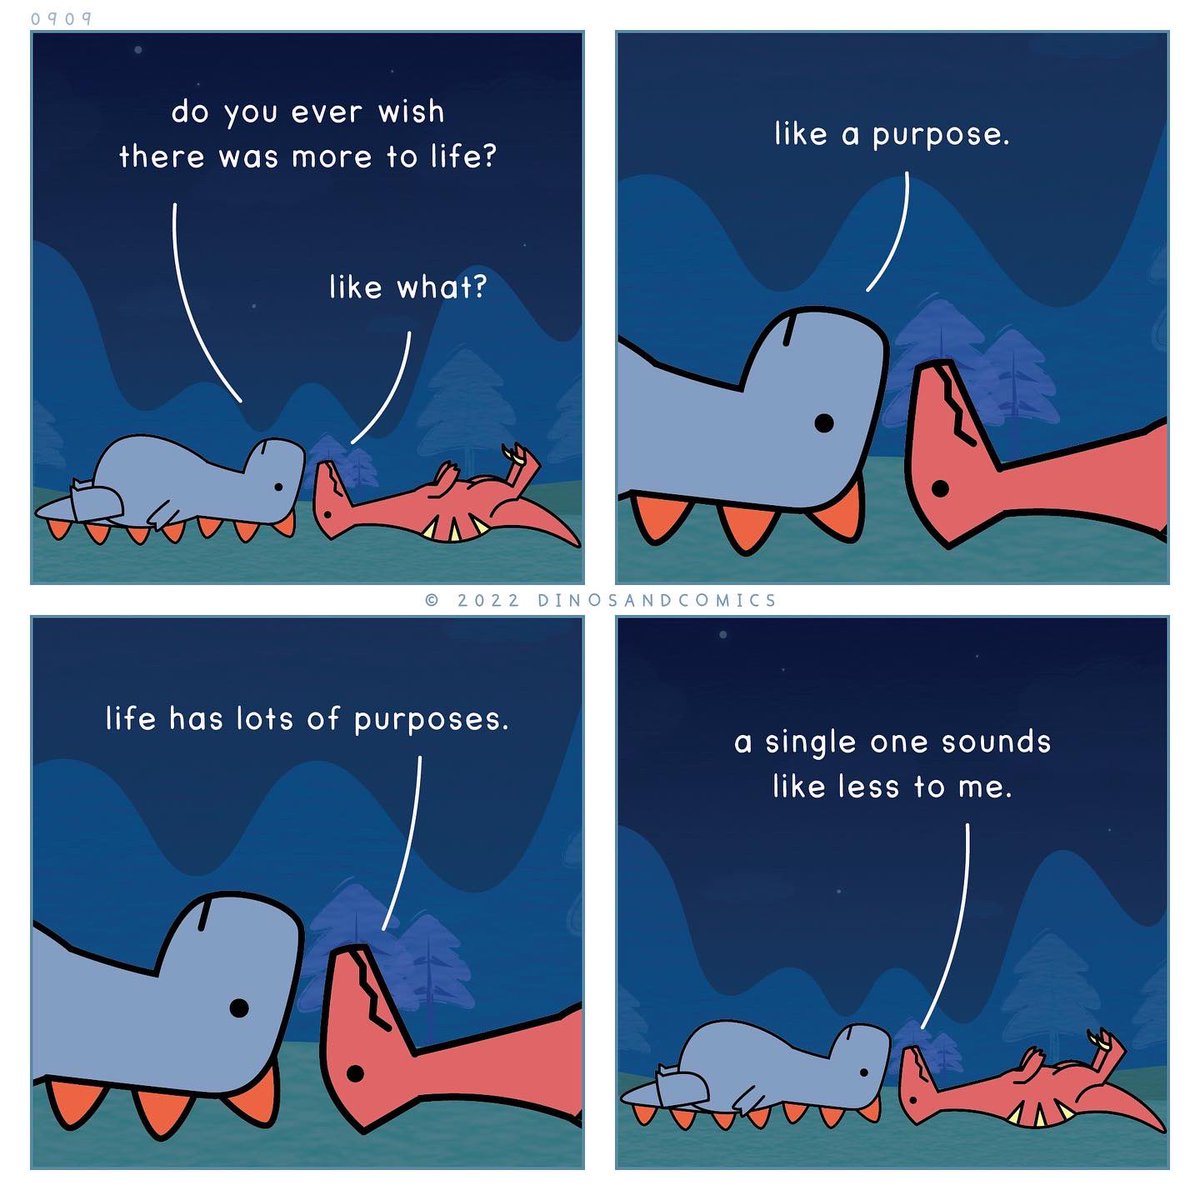 0909
do you ever wish
there was more to life?
like what?
like a purpose.
© 2022 DINOSANDCOMICS
life has lots of purposes.
a single one sounds
like less to me.